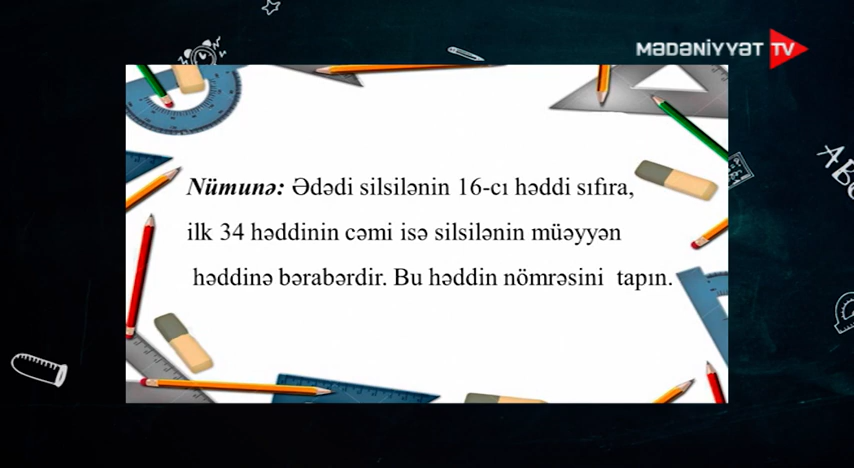 MƏDƏNİYYƏT TV
Nümunə: Ədədi silsilənin 16-cı həddi sıfıra,
ilk 34 həddinin cəmi isə silsilənin müəyyən
həddinə bərabərdir. Bu həddin nömrəsini tapın.